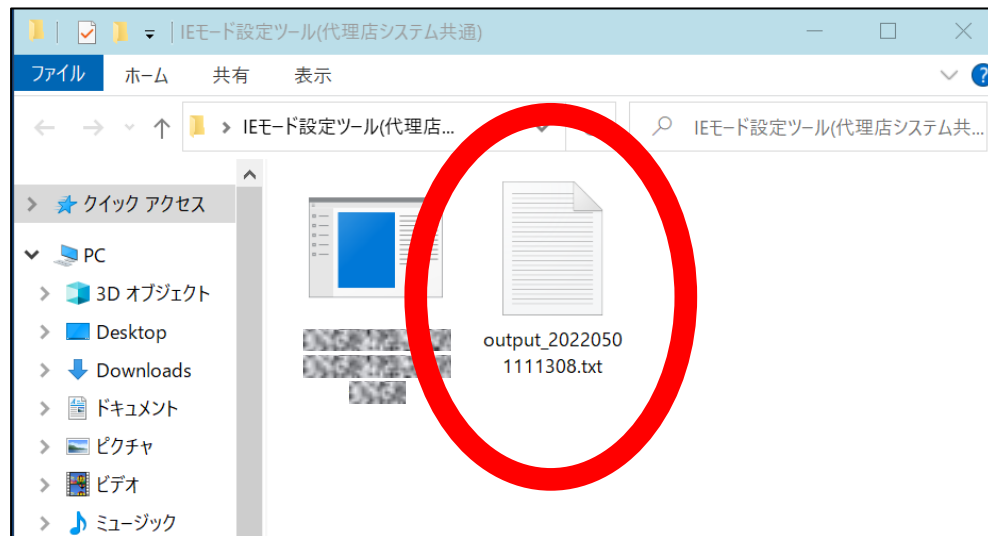 IEモード設定ツール(代理店システム共通)
ファイル ホーム 共有 表示
IEモード設定ツール(代理店...
IEモード設定ツール(代理店システム共...
クイック アクセス
PC
3D オブジェクト
Desktop
Downloads
ドキュメント
ピクチャ
ビデオ
ミュージック
output_2022050
1111308.txt